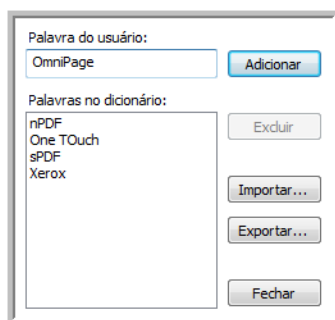 Palavra do usuário:
OmniPage
Adicionar
Palavras no dicionário:
nPDF
One TOuch
sPDF
Xerox
Excluir
Importar...
Exportar...
Fechar